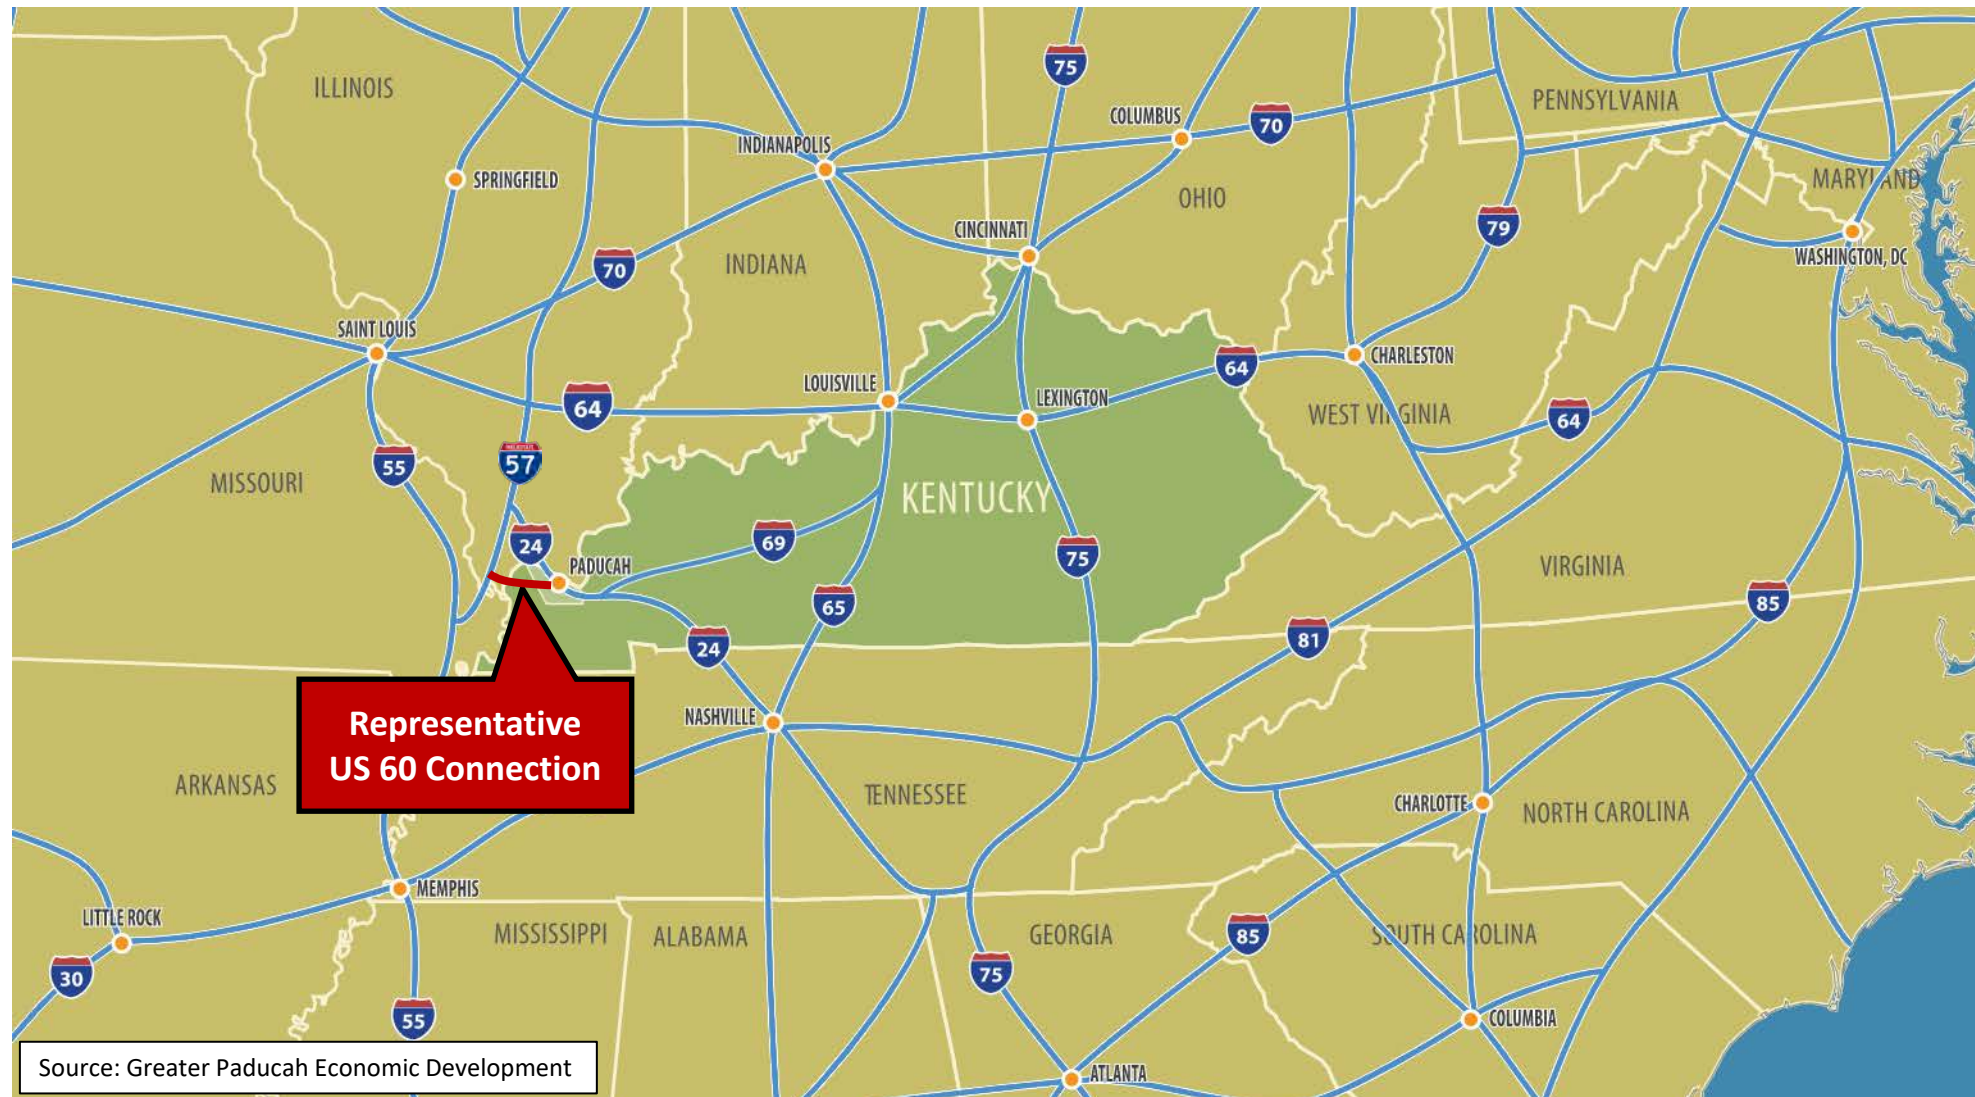 75
ILLINOIS
PENNSYLVANIA
COLUMBUS
70
INDIANAPOLIS
SPRINGFIELD
MARYLAND
OHIO
CINCINNATI
79
WASHINGTON, DC
INDIANA
70
SAINT LOUIS
CHARLESTON
64
LOUISVILLE
LEXINGTON
64
WEST VIRGINIA
64
55
57
MISSOURI
KENTUCKY
24
69
75
PADUCAH
VIRGINIA
65
85
24
81
Representative
US 60 Connection
NASHVILLE
ARKANSAS
TENNESSEE
CHARLOTTE
NORTH CAROLINA
MEMPHIS
LITTLE ROCK
MISSISSIPPI
ALABAMA
GEORGIA
85
SOUTH CAROLINA
30
75
55
COLUMBIA
Source: Greater Paducah Economic Development
ATLANTA